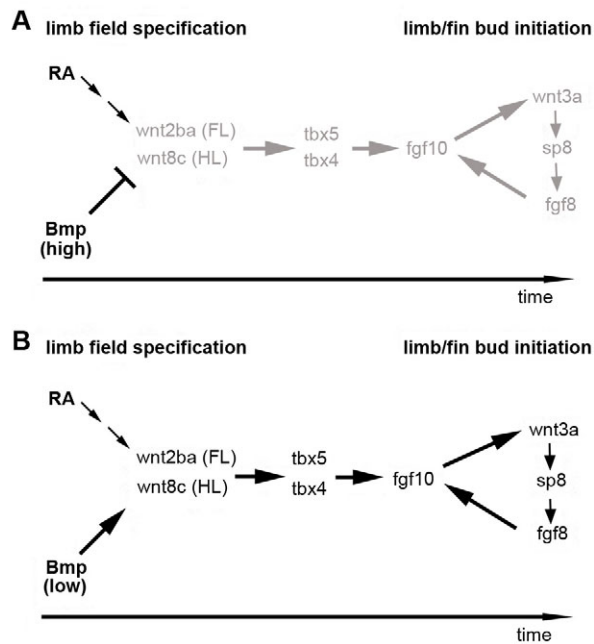 A
limb field specification
limb/fin bud initiation
RA
wnt2ba (FL)
wnt8c (HL)
tbx5
tbx4
fgf10
wnt3a
sp8
fgf8
Bmp
(high)
time
B
limb field specification
limb/fin bud initiation
RA
wnt2ba (FL)
wnt8c (HL)
tbx5
tbx4
fgf10
wnt3a
sp8
fgf8
Bmp
(low)
time